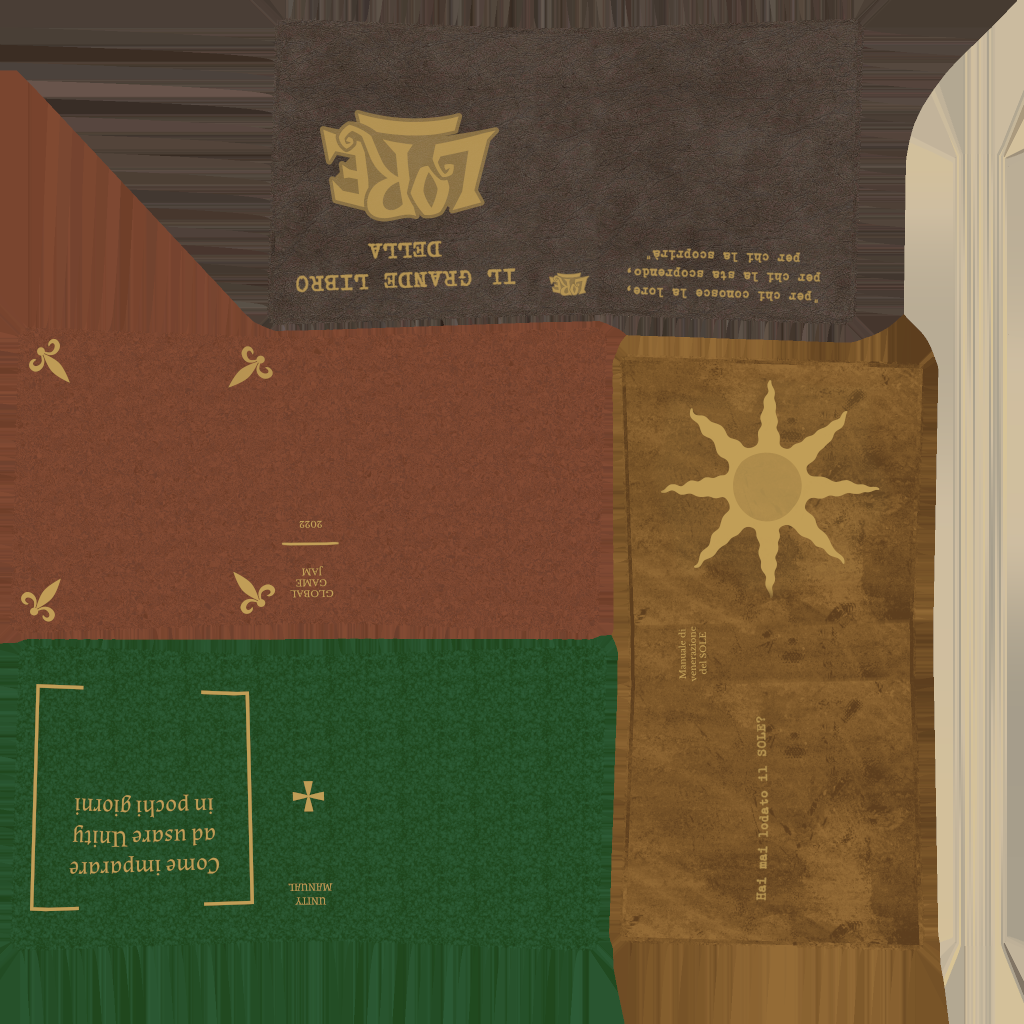 LORE
DELLA
IL GRANDE LIBRO
LORE
"per chi conosce la lore,
per chi la sta scoprendo,
per chi la scoprirà"
GLOBAL
GAME
JAM
2022
Manuale di
venerazione
del SOLE
Hai mai lodato il SOLE?
Come imparare
ad usare Unity
in pochi giorni
UNITY
MANUAL